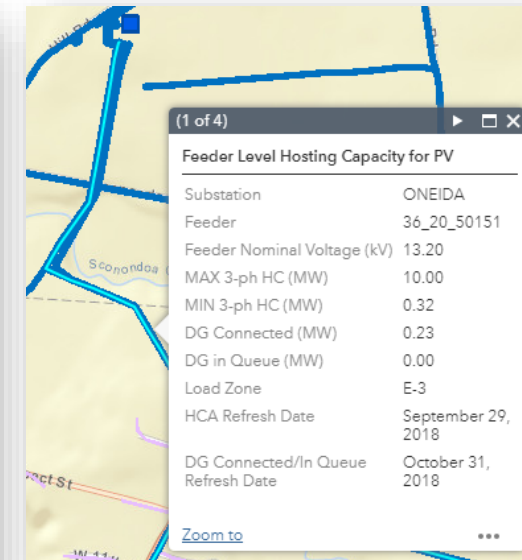 (1 of 4)
Feeder Level Hosting Capacity for PV
Substation ONEIDA
Feeder 36_20_50151
Feeder Nominal Voltage (kV) 13.20
MAX 3-ph HC (MW) 10.00
MIN 3-ph HC (MW) 0.32
DG Connected (MW) 0.23
DG in Queue (MW) 0.00
Load Zone E-3
HCA Refresh Date September 29,
2018
DG Connected/In Queue October 31,
Refresh Date 2018
Zoom to
Sconondoa
St